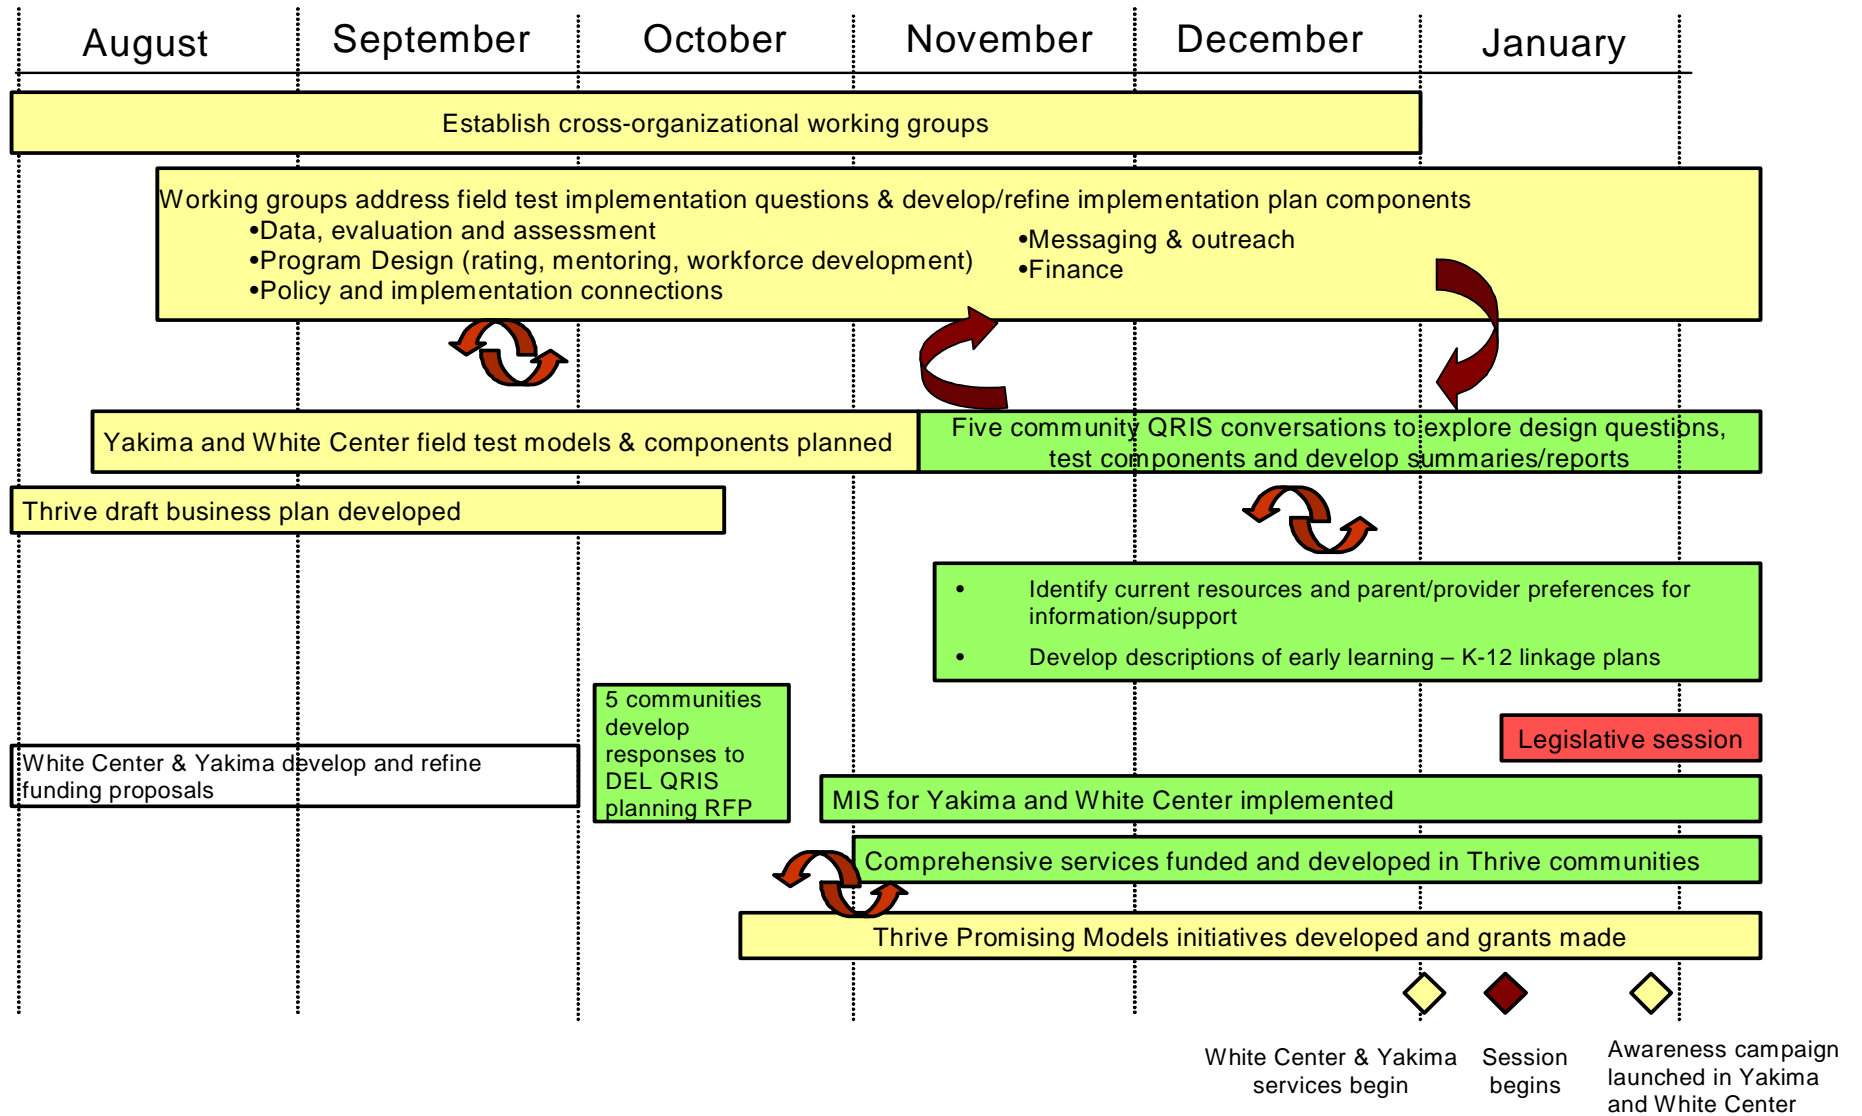 August
September
October
November
December
January
Establish cross-organizational working groups
Working groups address field test implementation questions & develop/refine implementation plan components
•Data, evaluation and assessment
•Program Design (rating, mentoring, workforce development)
•Policy and implementation connections
•Messaging & outreach
•Finance
Yakima and White Center field test models & components planned
Five community QRIS conversations to explore design questions,
test components and develop summaries/reports
Thrive draft business plan developed
• Identify current resources and parent/provider preferences for
information/support
• Develop descriptions of early learning – K-12 linkage plans
5 communities
develop
responses to
DEL QRIS
planning RFP
Legislative session
White Center & Yakima develop and refine
funding proposals
MIS for Yakima and White Center implemented
Comprehensive services funded and developed in Thrive communities
Thrive Promising Models initiatives developed and grants made
White Center & Yakima
services begin
Session
begins
Awareness campaign
launched in Yakima
and White Center